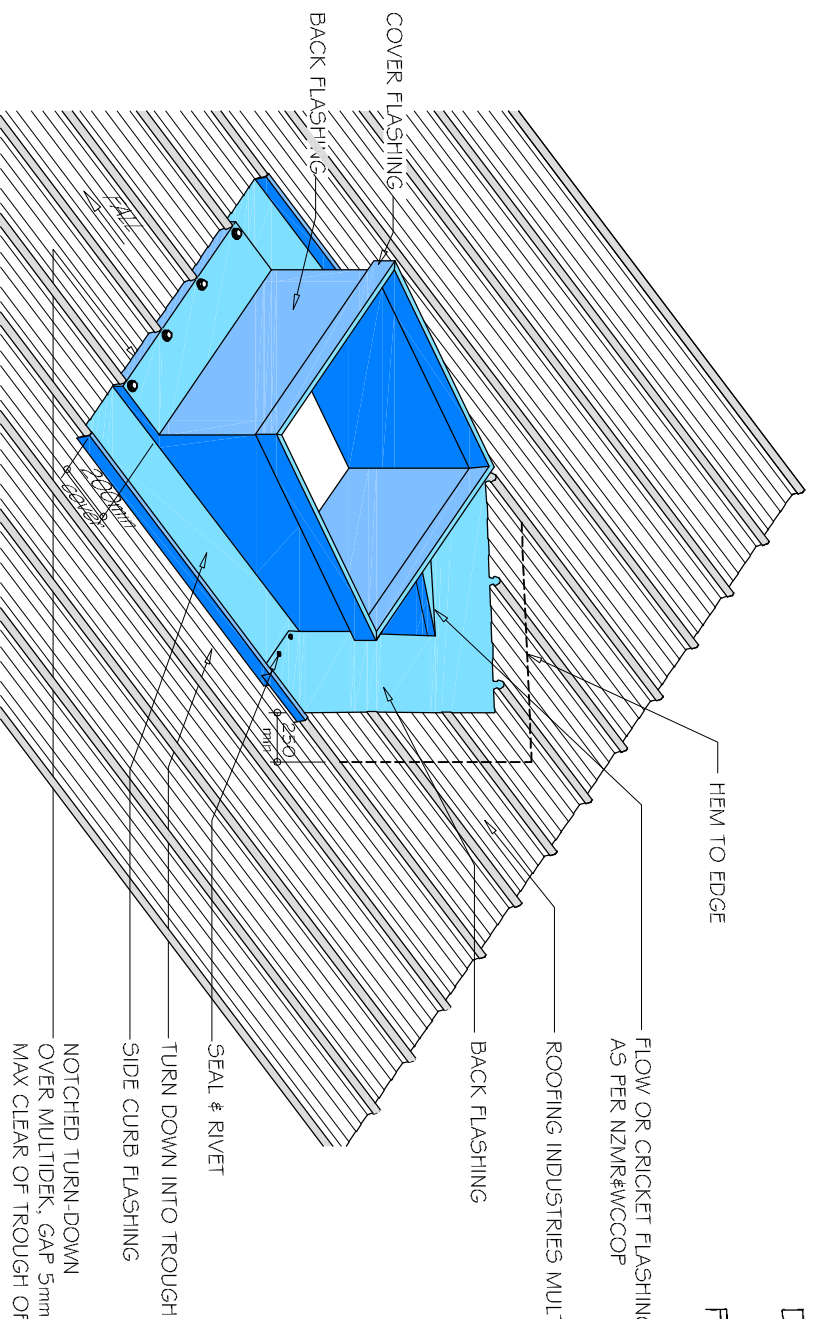 COVER FLASHING
BACK FLASHING
FALL
200mm
cover
250
min
HEM TO EDGE
FLOW OR CRICKET FLASHING
AS PER NZMR&WCCOP
ROOFING INDUSTRIES MULT
BACK FLASHING
SEAL & RIVET
TURN DOWN INTO TROUGH
SIDE CURB FLASHING
NOTCHED TURN-DOWN
OVER MULTIDEK, GAP 5mm
MAX CLEAR OF TROUGH OF